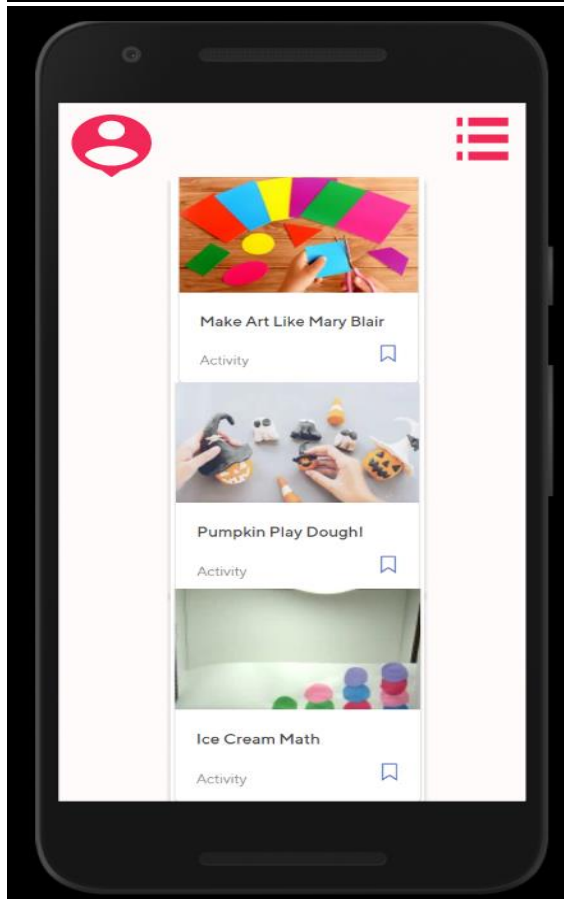 Make Art Like Mary Blair
Activity
Pumpkin Play Dough!
Activity
Ice Cream Math
Activity